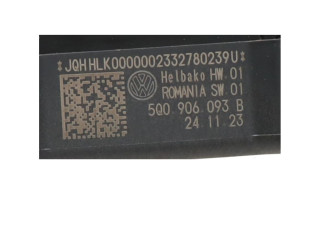 *JQHHLK0000002332780239U*
Helbako HW.01
ROMANIA SW.01
5Q0 906 093 B
24.11.23